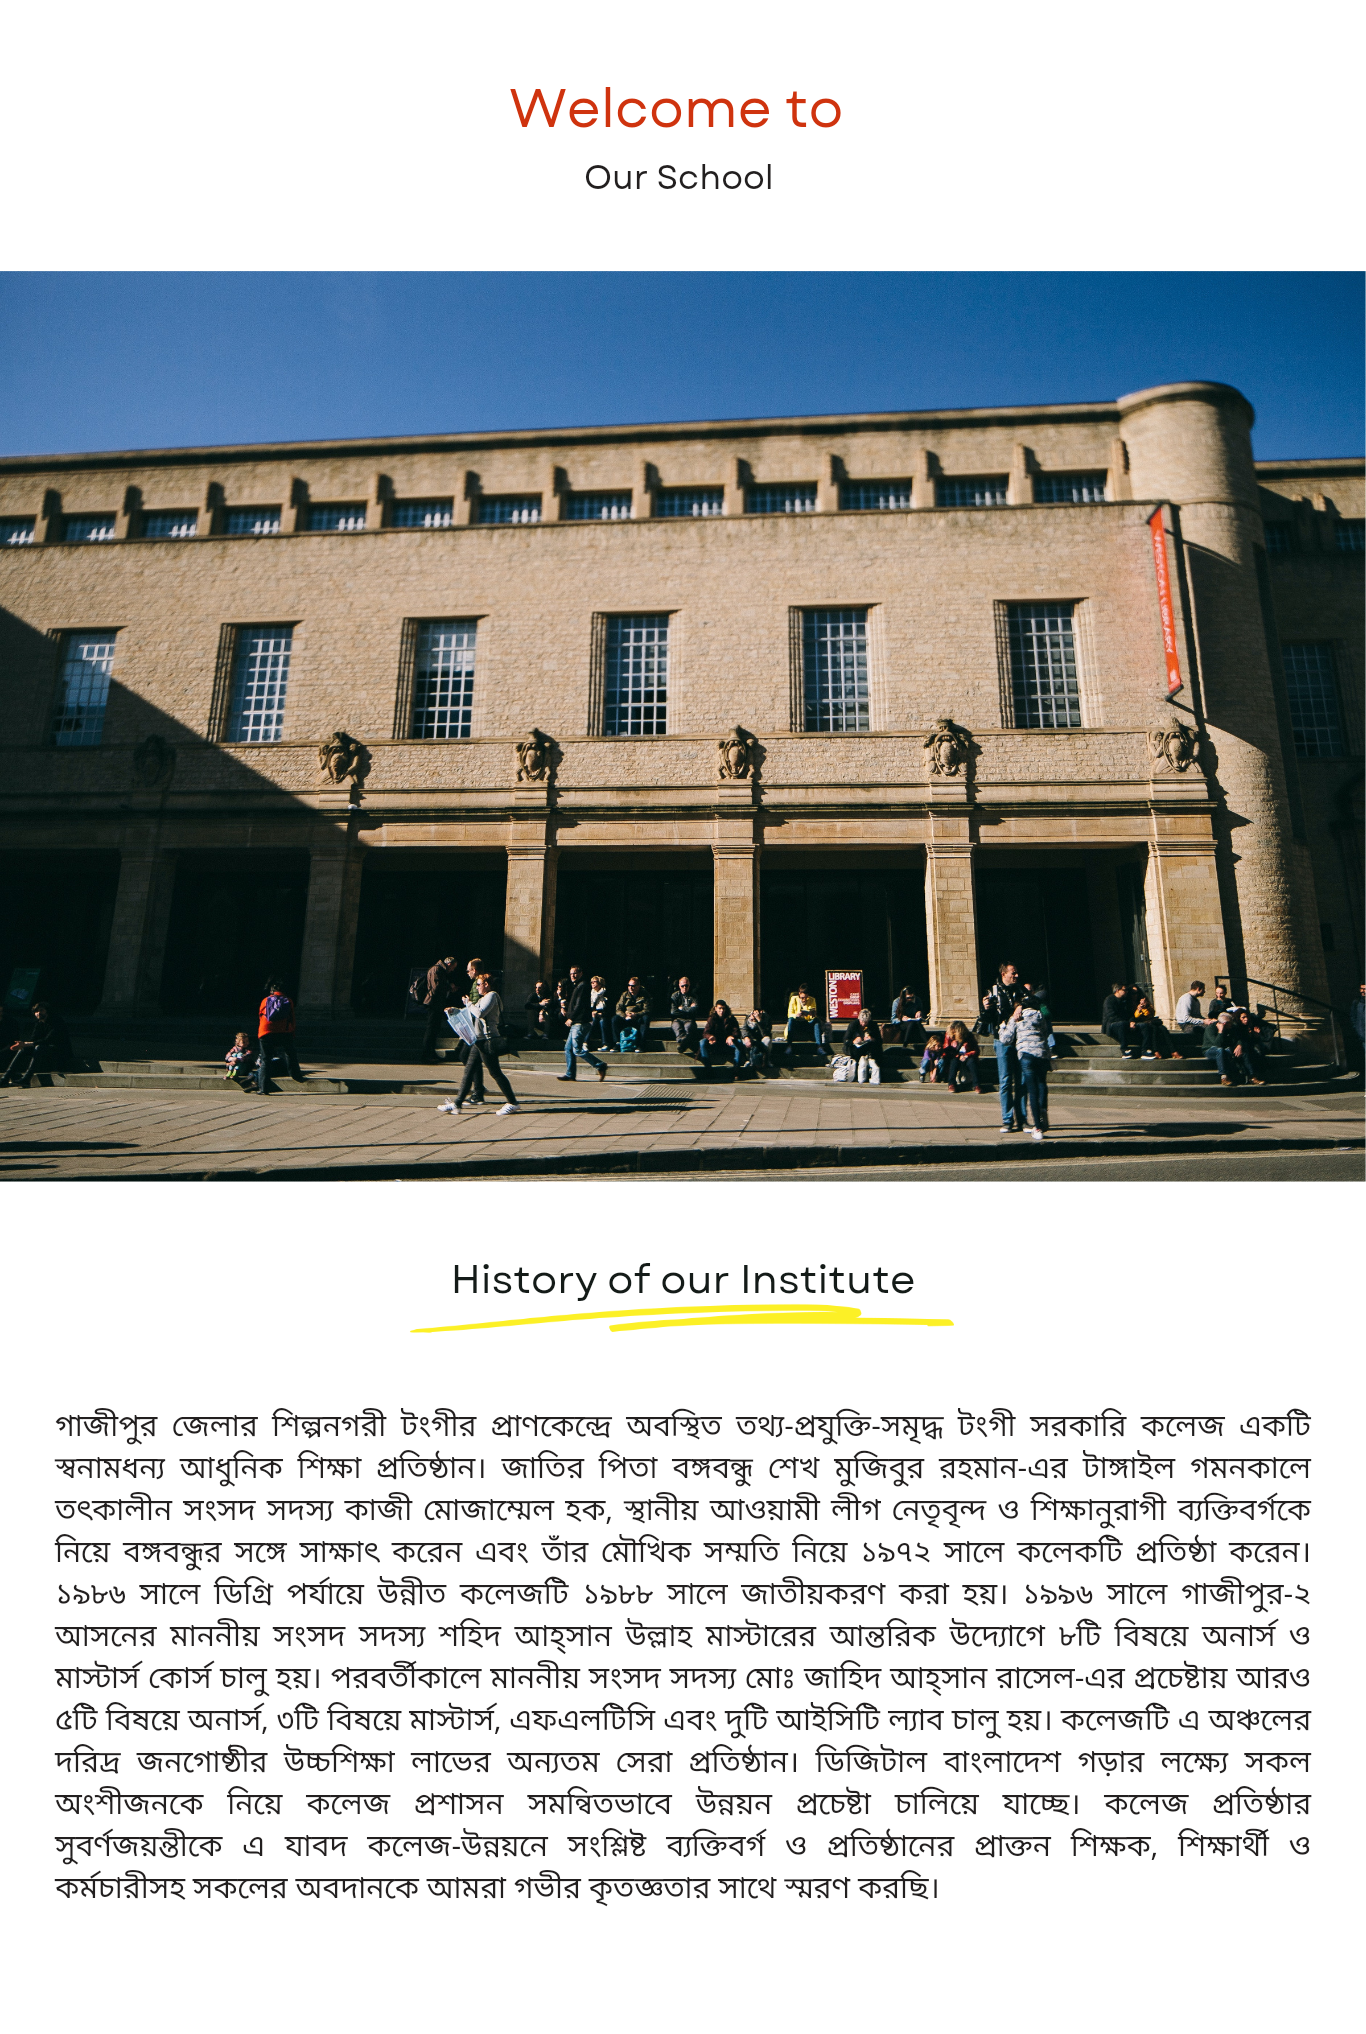 Welcome to
Our School
WESTON LIBRARY
WESTON
LIBRARY
History of our Institute
গাজীপুর জেলার শিল্পনগরী টংগীর প্রাণকেন্দ্রে অবস্থিত তথ্য-প্রযুক্তি-সমৃদ্ধ টংগী সরকারি কলেজ একটি
স্বনামধন্য আধুনিক শিক্ষা প্রতিষ্ঠান। জাতির পিতা বঙ্গবন্ধু শেখ মুজিবুর রহমান-এর টাঙ্গাইল গমনকালে
তৎকালীন সংসদ সদস্য কাজী মোজাম্মেল হক, স্থানীয় আওয়ামী লীগ নেতৃবৃন্দ ও শিক্ষানুরাগী ব্যক্তিবর্গকে
নিয়ে বঙ্গবন্ধুর সঙ্গে সাক্ষাৎ করেন এবং তাঁর মৌখিক সম্মতি নিয়ে ১৯৭২ সালে কলেকটি প্রতিষ্ঠা করেন।
১৯৮৬ সালে ডিগ্রি পর্যায়ে উন্নীত কলেজটি ১৯৮৮ সালে জাতীয়করণ করা হয়। ১৯৯৬ সালে গাজীপুর-২
আসনের মাননীয় সংসদ সদস্য শহিদ আহ্সান উল্লাহ মাস্টারের আন্তরিক উদ্যোগে ৮টি বিষয়ে অনার্স ও
মাস্টার্স কোর্স চালু হয়। পরবর্তীকালে মাননীয় সংসদ সদস্য মোঃ জাহিদ আহ্সান রাসেল-এর প্রচেষ্টায় আরও
৫টি বিষয়ে অনার্স, ৩টি বিষয়ে মাস্টার্স, এফএলটিসি এবং দুটি আইসিটি ল্যাব চালু হয়। কলেজটি এ অঞ্চলের
দরিদ্র জনগোষ্ঠীর উচ্চশিক্ষা লাভের অন্যতম সেরা প্রতিষ্ঠান। ডিজিটাল বাংলাদেশ গড়ার লক্ষ্যে সকল
অংশীজনকে নিয়ে কলেজ প্রশাসন সমন্বিতভাবে উন্নয়ন প্রচেষ্টা চালিয়ে যাচ্ছে। কলেজ প্রতিষ্ঠার
সুবর্ণজয়ন্তীকে এ যাবদ কলেজ-উন্নয়নে সংশ্লিষ্ট ব্যক্তিবর্গ ও প্রতিষ্ঠানের প্রাক্তন শিক্ষক, শিক্ষার্থী ও
কর্মচারীসহ সকলের অবদানকে আমরা গভীর কৃতজ্ঞতার সাথে স্মরণ করছি।